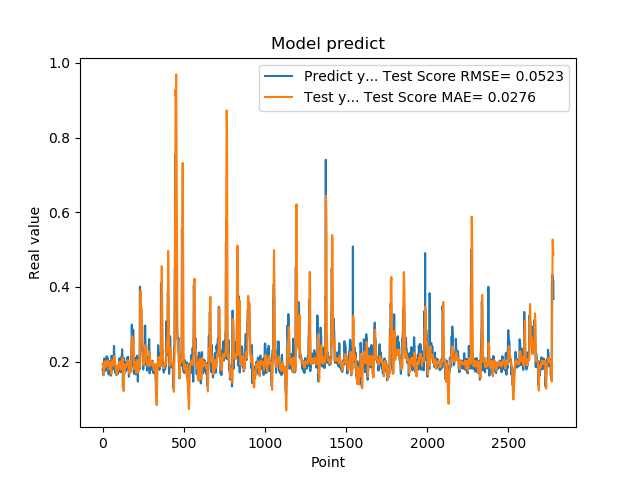 Model predict
Predict y... Test Score RMSE= 0.0523
Test y... Test Score MAE= 0.0276
Real value
1.0
0.8
0.6
0.4
0.2
0
500
1000
1500
2000
2500
Point